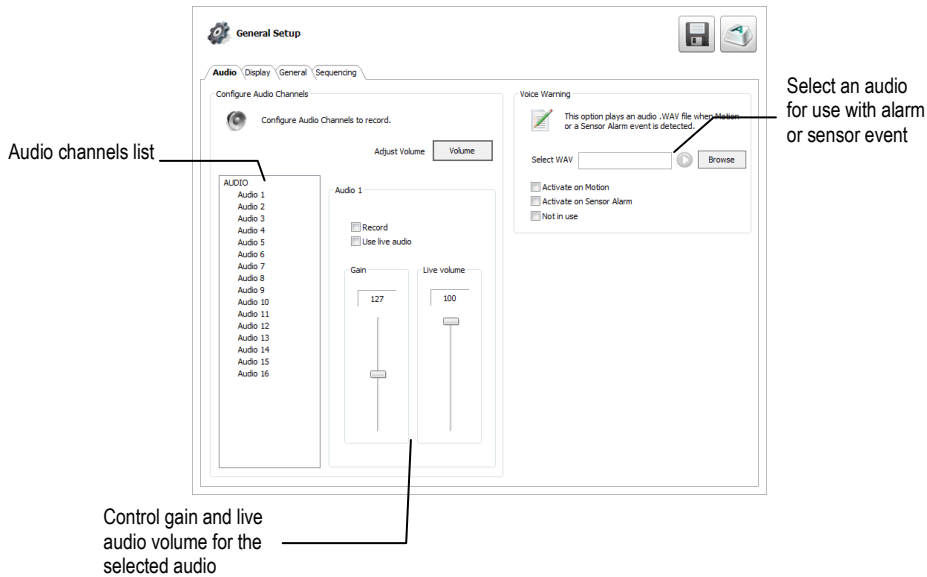 General Setup
Audio Display General Sequencing
Configure Audio Channels
Configure Audio Channels to record.
Adjust Volume Volume
Audio channels list
AUDIO
Audio 1
Audio 2
Audio 3
Audio 4
Audio 5
Audio 6
Audio 7
Audio 8
Audio 9
Audio 10
Audio 11
Audio 12
Audio 13
Audio 14
Audio 15
Audio 16
Audio 1
Record
Use live audio
Gain
127
Live volume
100
Voice Warning
This option plays an audio .WAV file when Motion
or a Sensor Alarm event is detected.
Select WAV Browse
Activate on Motion
Activate on Sensor Alarm
Not in use
Select an audio
for use with alarm
or sensor event
Control gain and live
audio volume for the
selected audio